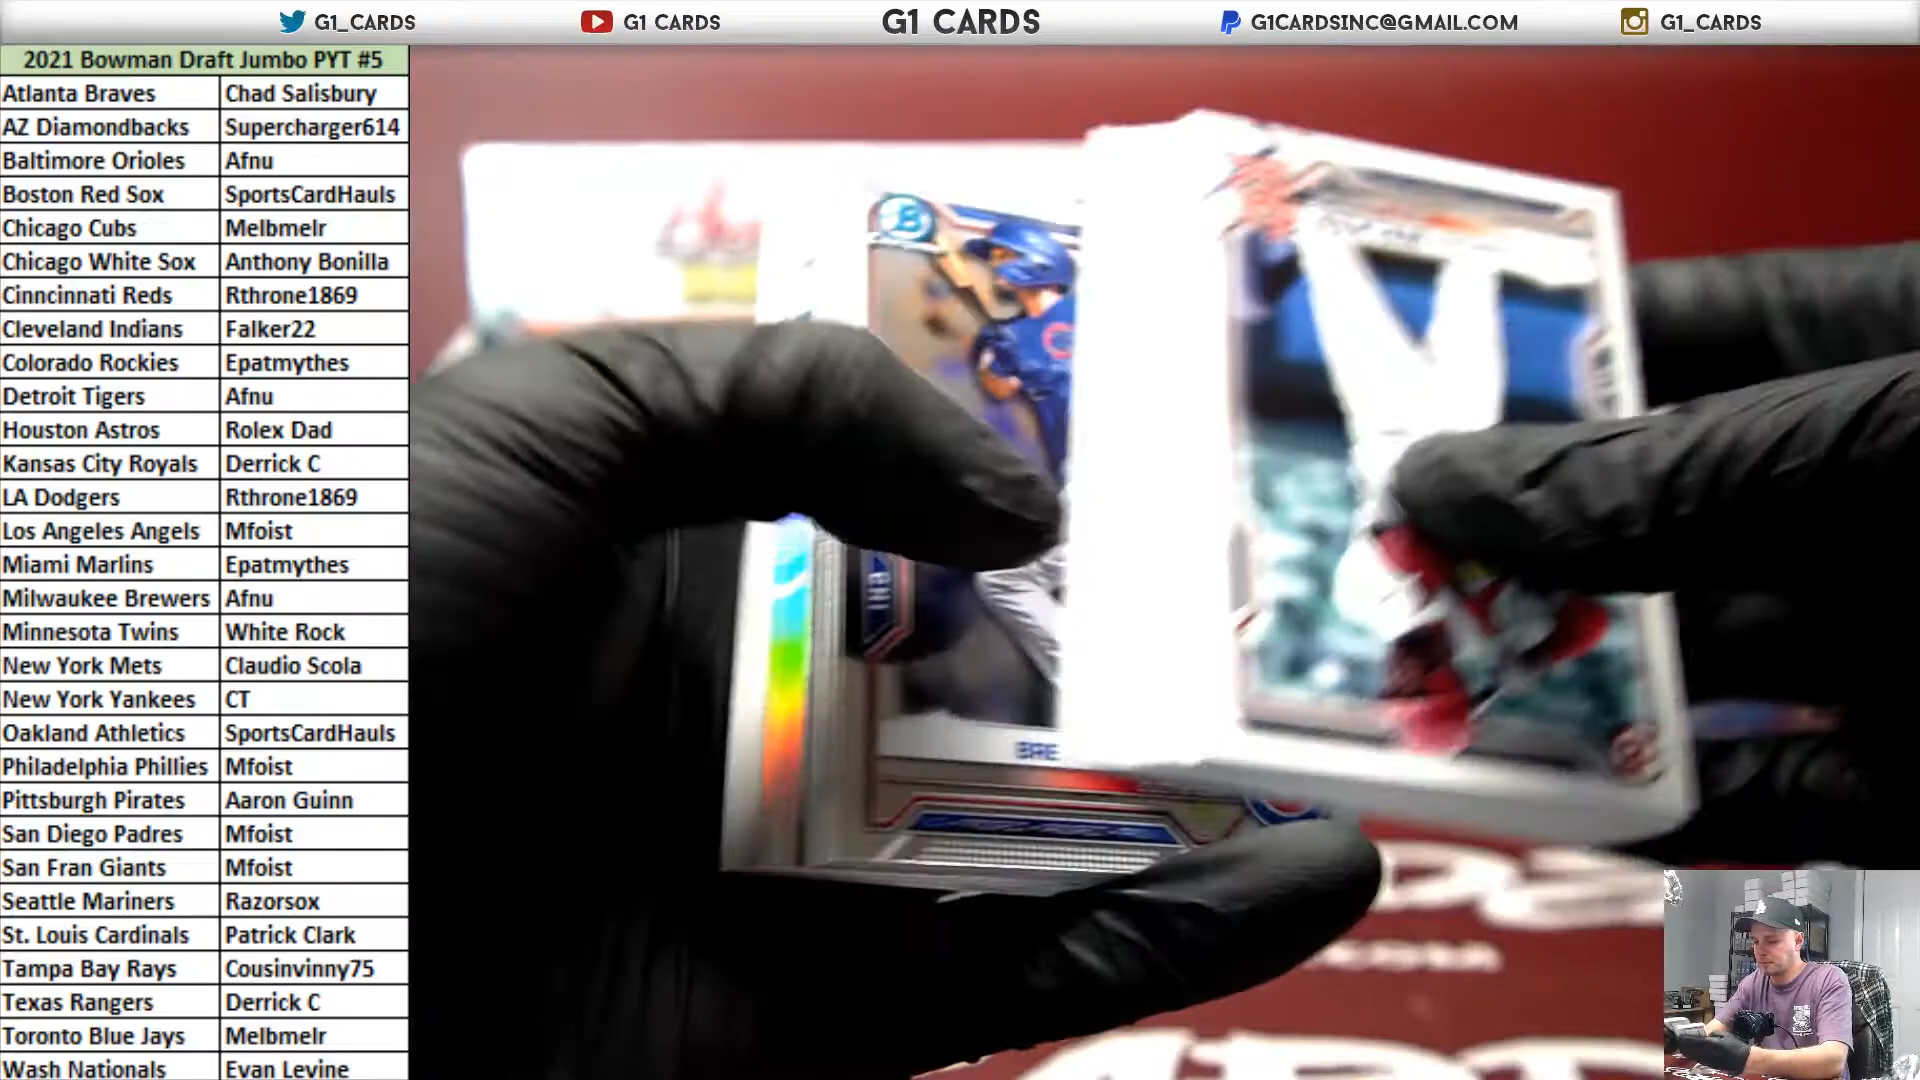 G1_CARDS
G1 CARDS
G1 CARDS
G1CARDSINC@GMAIL.COM
G1_CARDS
2021 Bowman Draft Jumbo PYT #5
Atlanta Braves Chad Salisbury
AZ Diamondbacks Supercharger614
Baltimore Orioles Afnu
Boston Red Sox SportsCardHauls
Chicago Cubs Melbmelr
Chicago White Sox Anthony Bonilla
Cinncinnati Reds Rthrone1869
Cleveland Indians Falker22
Colorado Rockies Epatmythes
Detroit Tigers Afnu
Houston Astros Rolex Dad
Kansas City Royals Derrick C
LA Dodgers Rthrone1869
Los Angeles Angels Mfoist
Miami Marlins Epatmythes
Milwaukee Brewers Afnu
Minnesota Twins White Rock
New York Mets Claudio Scola
New York Yankees CT
Oakland Athletics SportsCardHauls
Philadelphia Phillies Mfoist
Pittsburgh Pirates Aaron Guinn
San Diego Padres Mfoist
San Fran Giants Mfoist
Seattle Mariners Razorsox
St. Louis Cardinals Patrick Clark
Tampa Bay Rays Cousinvinny75
Texas Rangers Derrick C
Toronto Blue Jays Melbmelr
Wash Nationals Evan Levine
B
BRE